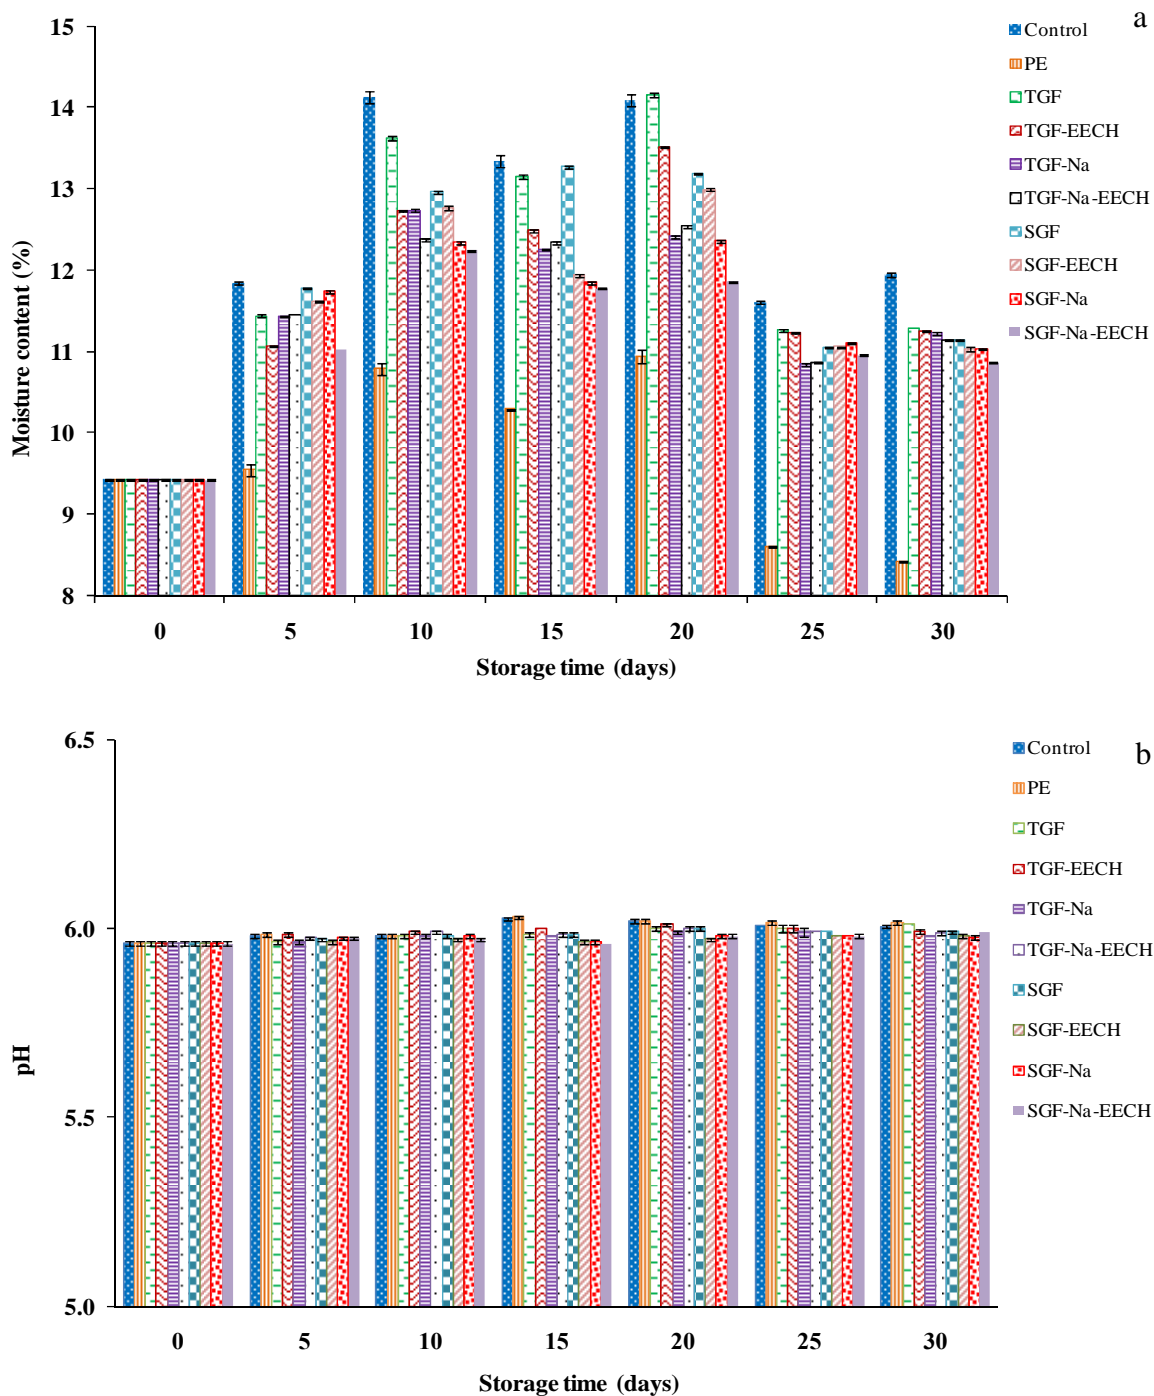 a
15
14
13
12
11
10
9
8
Moisture content (%)
0 5 10 15 20 25 30
Storage time (days)
Control
PE
TGF
TGF-EECH
TGF-Na
TGF-Na-EECH
SGF
SGF-EECH
SGF-Na
SGF-Na-EECH
b
6.5
6.0
5.5
5.0
pH
0 5 10 15 20 25 30
Storage time (days)
Control
PE
TGF
TGF-EECH
TGF-Na
TGF-Na-EECH
SGF
SGF-EECH
SGF-Na
SGF-Na-EECH